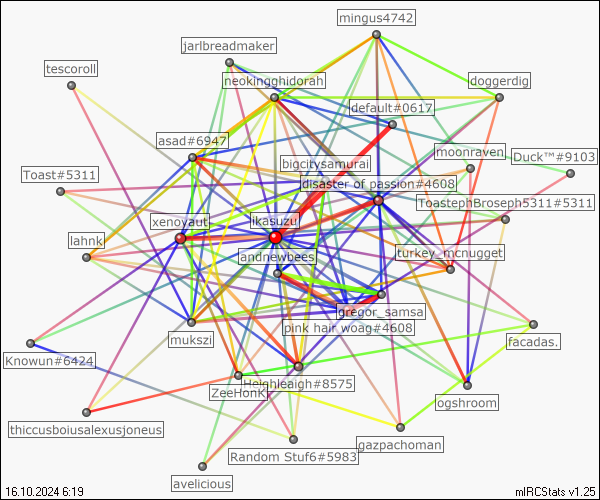 mingus4742
jarlbreadmaker
tescoroll
neokingghidorah
doggerdig
default#0617
asad#6947
moonraven.
Duck™#9103
bigcitysamurai
Toast#5311
disaster of passion#4608
ToastephBroseph5311#5311
xenoyaut
ikasuzu
lahnk
turkey_mcnugget
andnewbees
gregor_samsa
pink hair woag#4608
mukszi
facadas.
Knowun#6424
Heighleaigh#8575
ZeeHonK
ogshroom
thiccusboiusalexusjoneus
gazpachoman
Random Stuf6#5983
avelicious
16.10.2024 6:19
mIRCStats v1.25